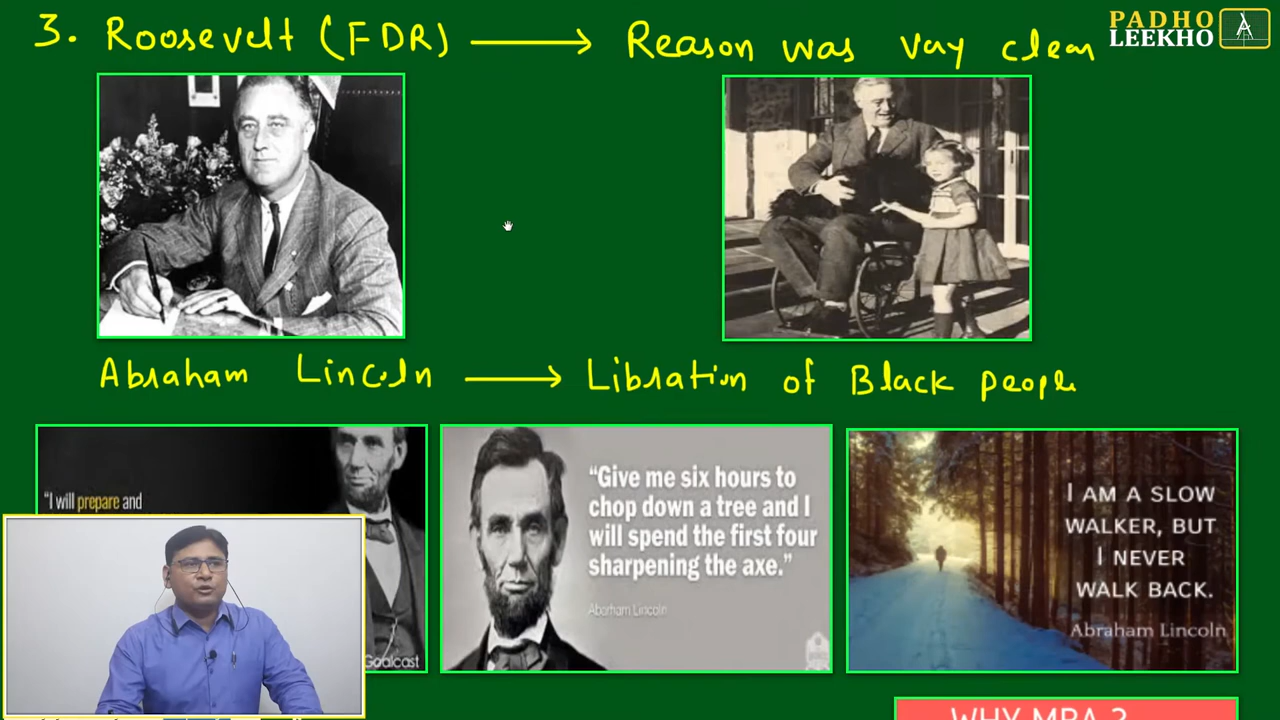 3. Roosevelt (FDR) → Reason was vay clear
PADHO
LEEKHO
Abraham Lincoln → Libration of Black people
"I will prepare and
Goalcast
"Give me six hours to
chop down a tree and I
will spend the first four
sharpening the axe."
Abarham Lincoln
I AM A SLOW
WALKER, BUT
I NEVER
WALK BACK.
Abraham Lincoln
WHY MBA ?